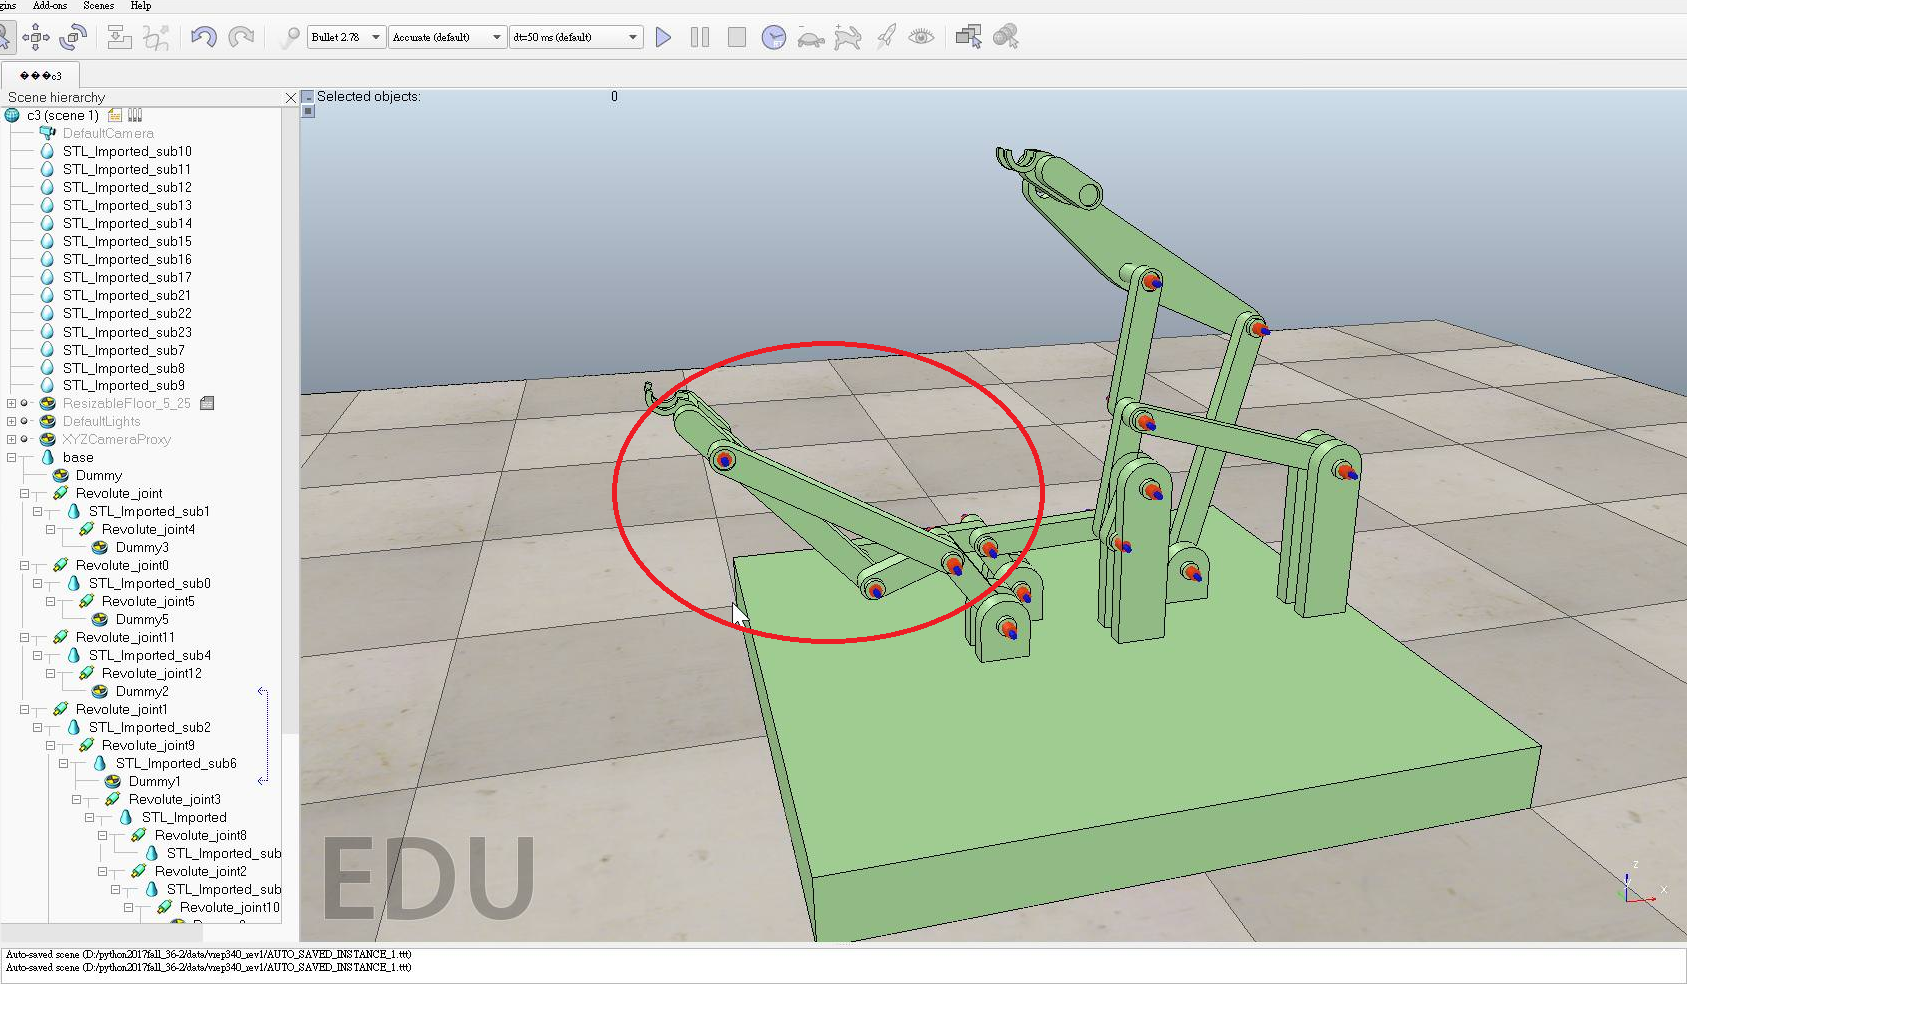 gins Add-ons Scenes Help
Bullet 2.78 Accurate (default) dt=50 ms (default)
���c3
Scene hierarchy
Selected objects: 0
c3 (scene 1)
DefaultCamera
STL_Imported_sub10
STL_Imported_sub11
STL_Imported_sub12
STL_Imported_sub13
STL_Imported_sub14
STL_Imported_sub15
STL_Imported_sub16
STL_Imported_sub17
STL_Imported_sub21
STL_Imported_sub22
STL_Imported_sub23
STL_Imported_sub7
STL_Imported_sub8
STL_Imported_sub9
ResizableFloor_5_25
DefaultLights
XYZCameraProxy
base
Dummy
Revolute_joint
STL_Imported_sub1
Revolute_joint4
Dummy3
Revolute_joint0
STL_Imported_sub0
Revolute_joint5
Dummy5
Revolute_joint11
STL_Imported_sub4
Revolute_joint12
Dummy2
Revolute_joint1
STL_Imported_sub2
Revolute_joint9
STL_Imported_sub6
Dummy1
Revolute_joint3
STL_Imported
Revolute_joint8
STL_Imported_sub
Revolute_joint2
STL_Imported_sub
Revolute_joint10
EDU
z
x
Auto-saved scene (D:/python2017fall_36-2/data/vrep340_rev1/AUTO_SAVED_INSTANCE_1.ttt)
Auto-saved scene (D:/python2017fall_36-2/data/vrep340_rev1/AUTO_SAVED_INSTANCE_1.ttt)